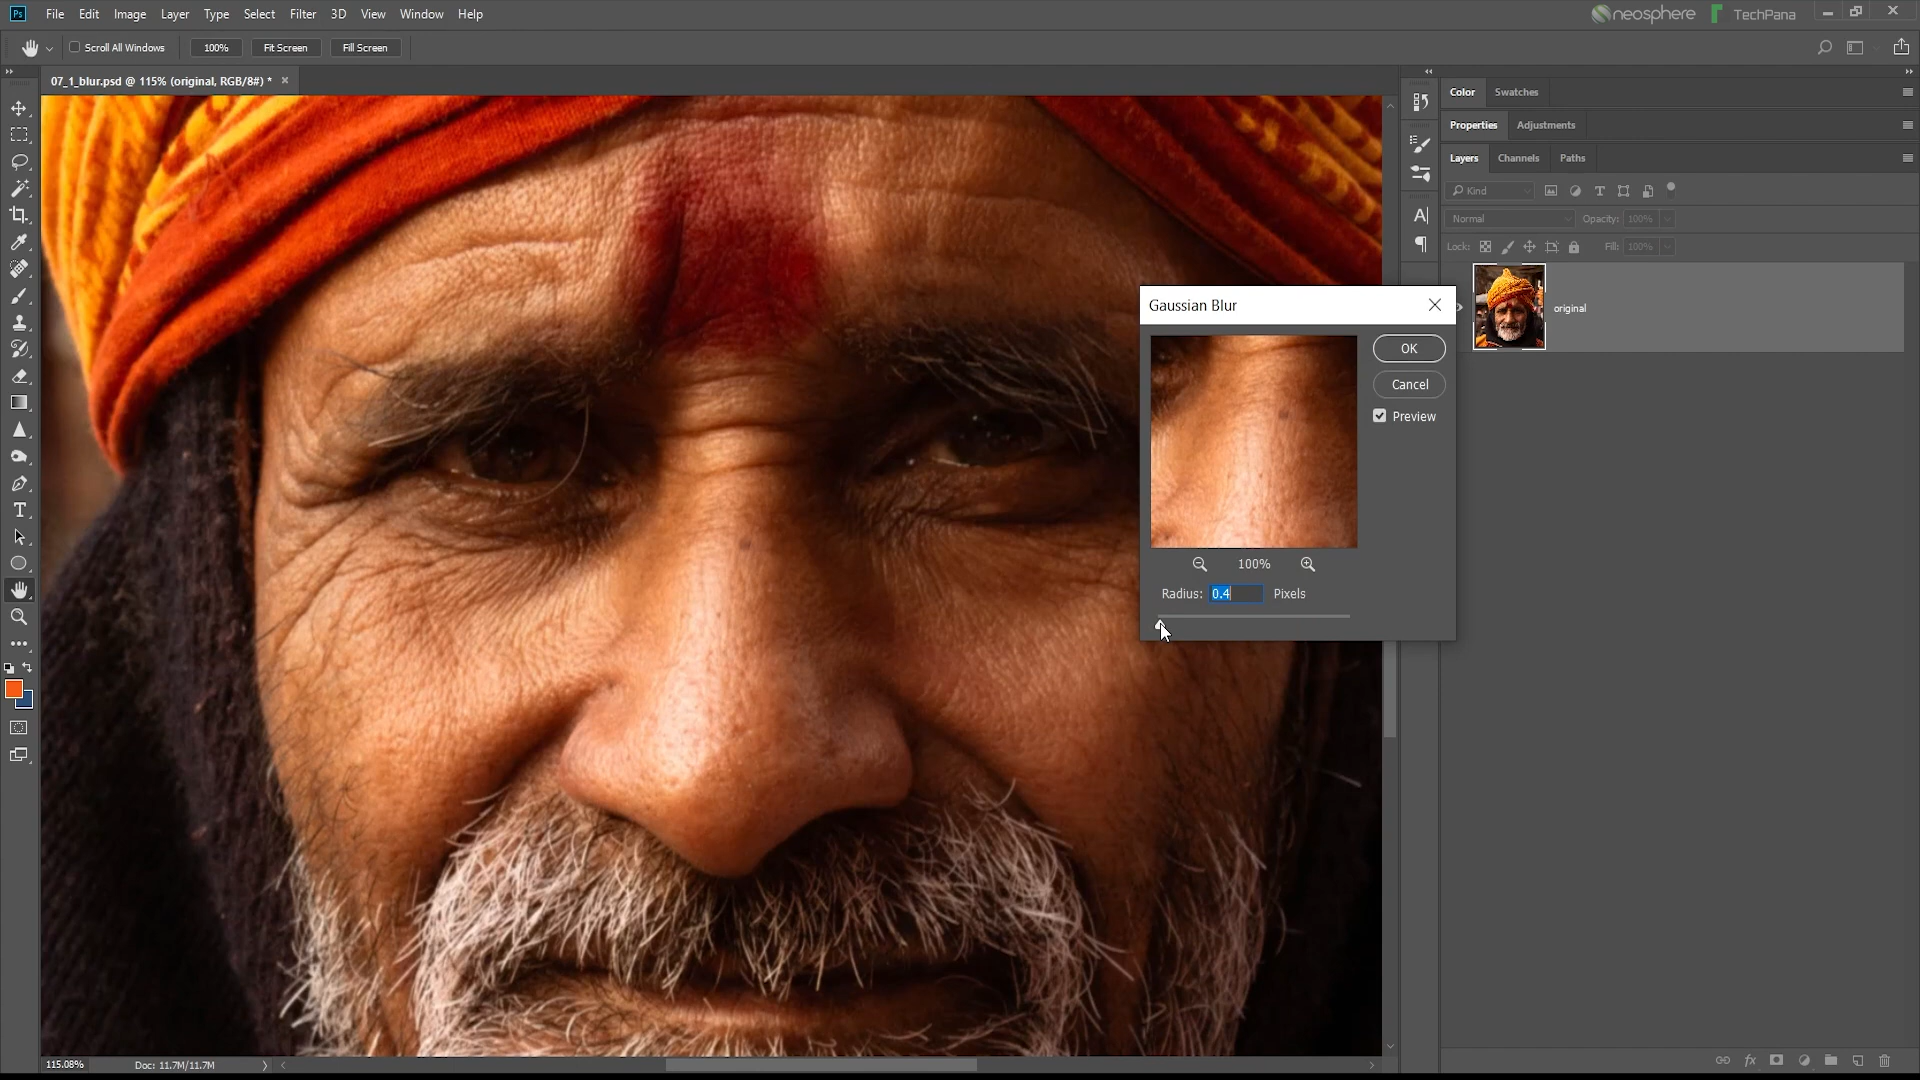 Ps File Edit Image Layer Type Select Filter 3D View Window Help neosphere TechPana
Scroll All Windows 100% Fit Screen Fill Screen
07_1_blur.psd @ 115% (original, RGB/8#) *
Color Swatches
Properties Adjustments
Layers Channels Paths
Kind
Normal Opacity: 100%
Lock: Fill: 100%
original
Gaussian Blur
OK
Cancel
Preview
100%
Radius: 0.4 Pixels
115.08% Doc: 11.7M/11.7M